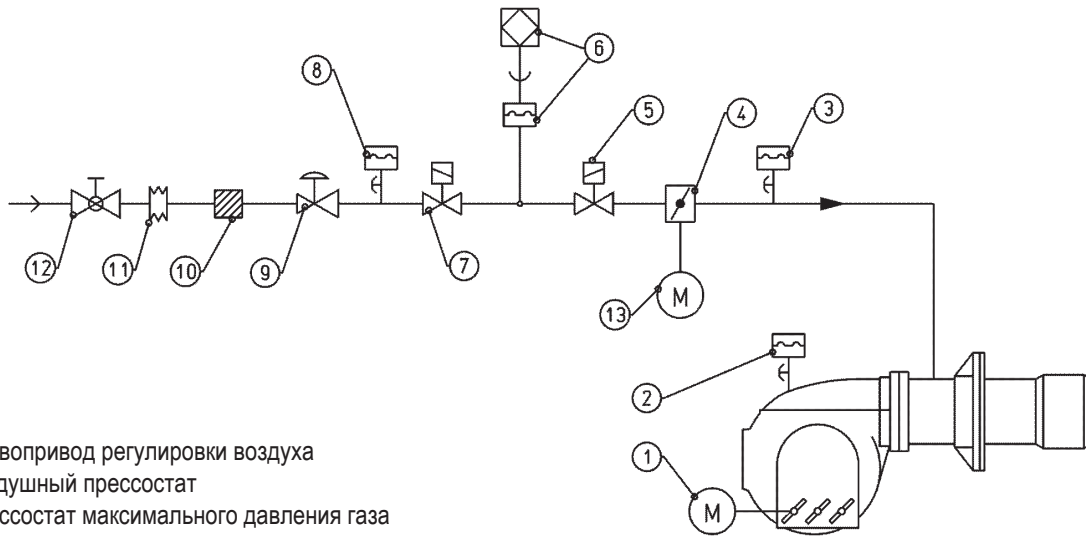 6
8
5
4
3
12
11
10
9
7
M
13
2
1
M
вопривод регулировки воздуха
душный прессостат
ссостат максимального давления газа